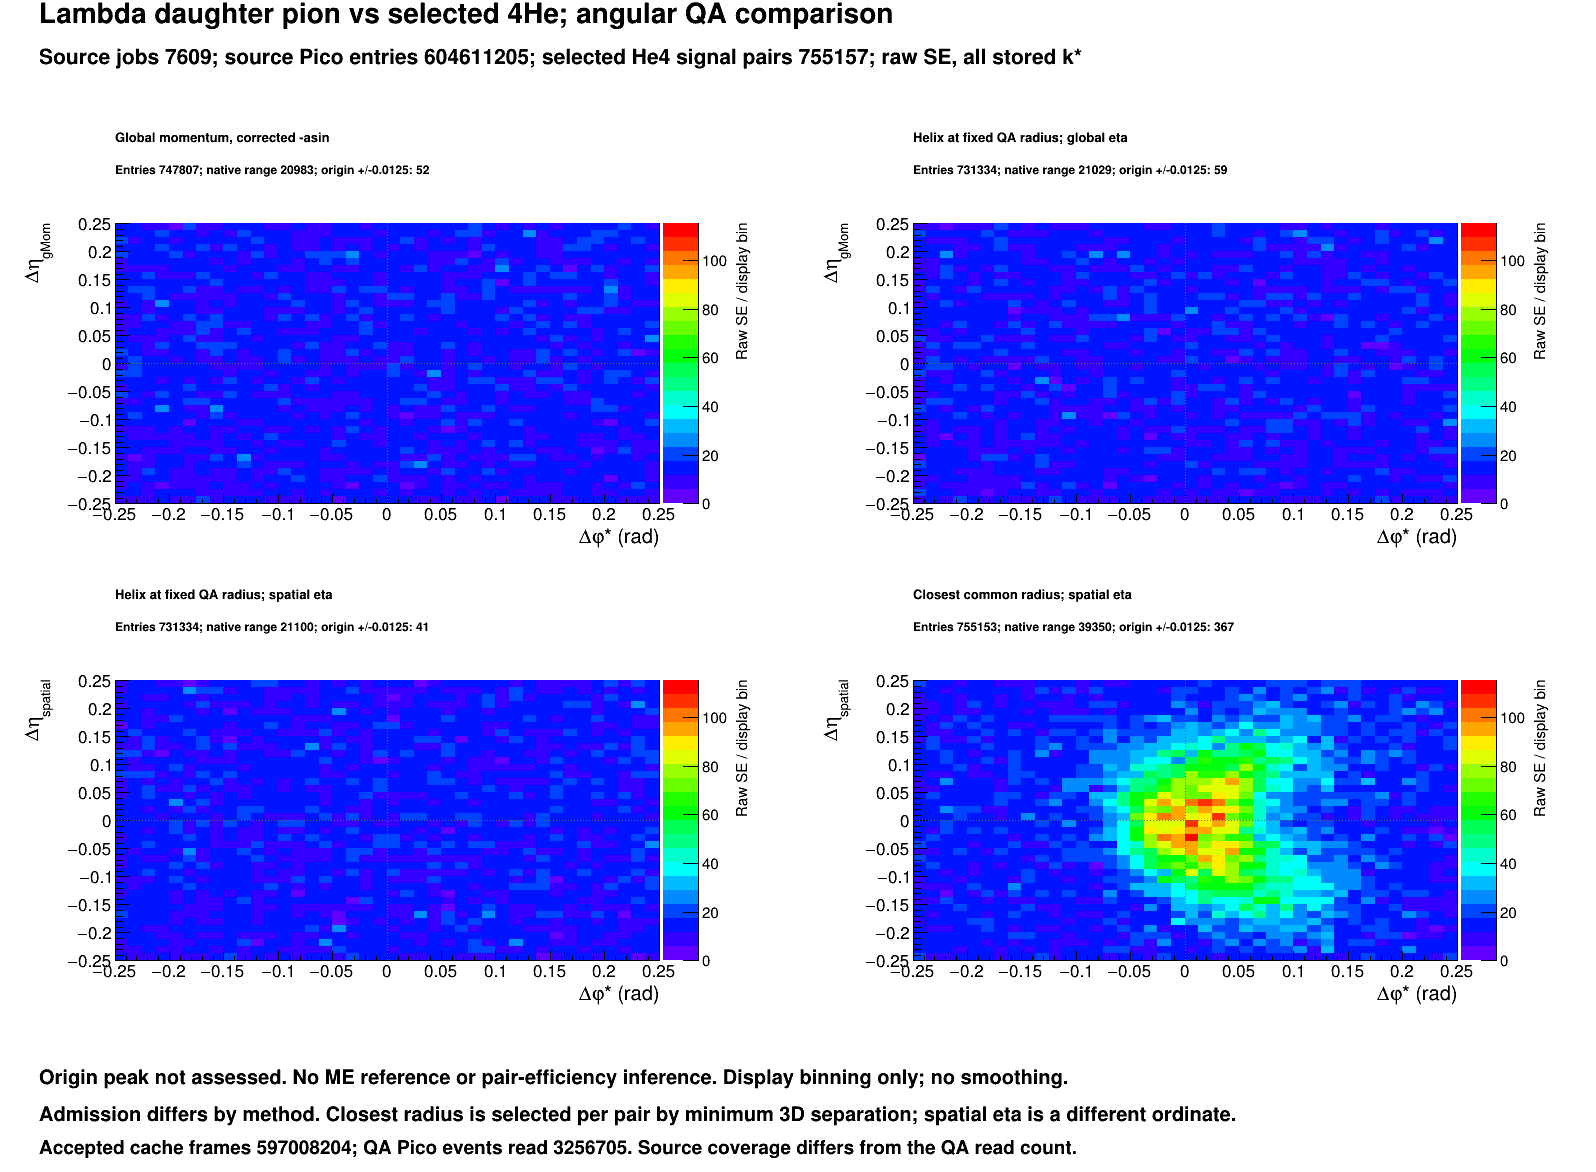 Lambda daughter pion vs selected 4He; angular QA comparison
Source jobs 7609; source Pico entries 604611205; selected He4 signal pairs 755157; raw SE, all stored k*
Global momentum, corrected -asin
Entries 747807; native range 20983; origin +/-0.0125: 52
Δη gMom
0.25
0.2
0.15
0.1
0.05
0
−0.05
−0.1
−0.15
−0.2
−0.25
−0.25 −0.2 −0.15 −0.1 −0.05 0 0.05 0.1 0.15 0.2 0.25
Δφ* (rad)
100
80
60
40
20
0
Raw SE / display bin
Helix at fixed QA radius; global eta
Entries 731334; native range 21029; origin +/-0.0125: 59
Δη gMom
0.25
0.2
0.15
0.1
0.05
0
−0.05
−0.1
−0.15
−0.2
−0.25
−0.25 −0.2 −0.15 −0.1 −0.05 0 0.05 0.1 0.15 0.2 0.25
Δφ* (rad)
100
80
60
40
20
0
Raw SE / display bin
Helix at fixed QA radius; spatial eta
Entries 731334; native range 21100; origin +/-0.0125: 41
Δη spatial
0.25
0.2
0.15
0.1
0.05
0
−0.05
−0.1
−0.15
−0.2
−0.25
−0.25 −0.2 −0.15 −0.1 −0.05 0 0.05 0.1 0.15 0.2 0.25
Δφ* (rad)
100
80
60
40
20
0
Raw SE / display bin
Closest common radius; spatial eta
Entries 755153; native range 39350; origin +/-0.0125: 367
Δη spatial
0.25
0.2
0.15
0.1
0.05
0
−0.05
−0.1
−0.15
−0.2
−0.25
−0.25 −0.2 −0.15 −0.1 −0.05 0 0.05 0.1 0.15 0.2 0.25
Δφ* (rad)
100
80
60
40
20
0
Raw SE / display bin
Origin peak not assessed. No ME reference or pair-efficiency inference. Display binning only; no smoothing.
Admission differs by method. Closest radius is selected per pair by minimum 3D separation; spatial eta is a different ordinate.
Accepted cache frames 597008204; QA Pico events read 3256705. Source coverage differs from the QA read count.